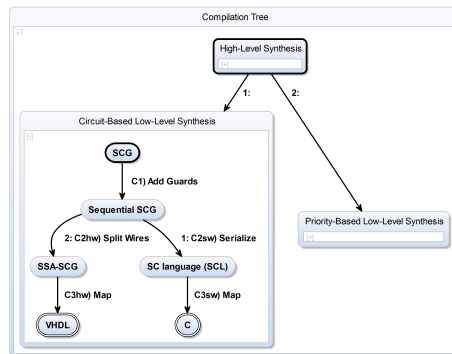 Compilation Tree
[-]
High-Level Synthesis
[+]
1:
2:
Circuit-Based Low-Level Synthesis
[-]
SCG
C1) Add Guards
Sequential SCG
2: C2hw) Split Wires
1: C2sw) Serialize
Priority-Based Low-Level Synthesis
[+]
SSA-SCG
SC language (SCL)
C3hw) Map
C3sw) Map
VHDL
C